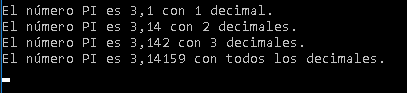 El número PI es 3,1 con 1 decimal.
El número PI es 3,14 con 2 decimales.
El número PI es 3,142 con 3 decimales.
El número PI es 3,14159 con todos los decimales.